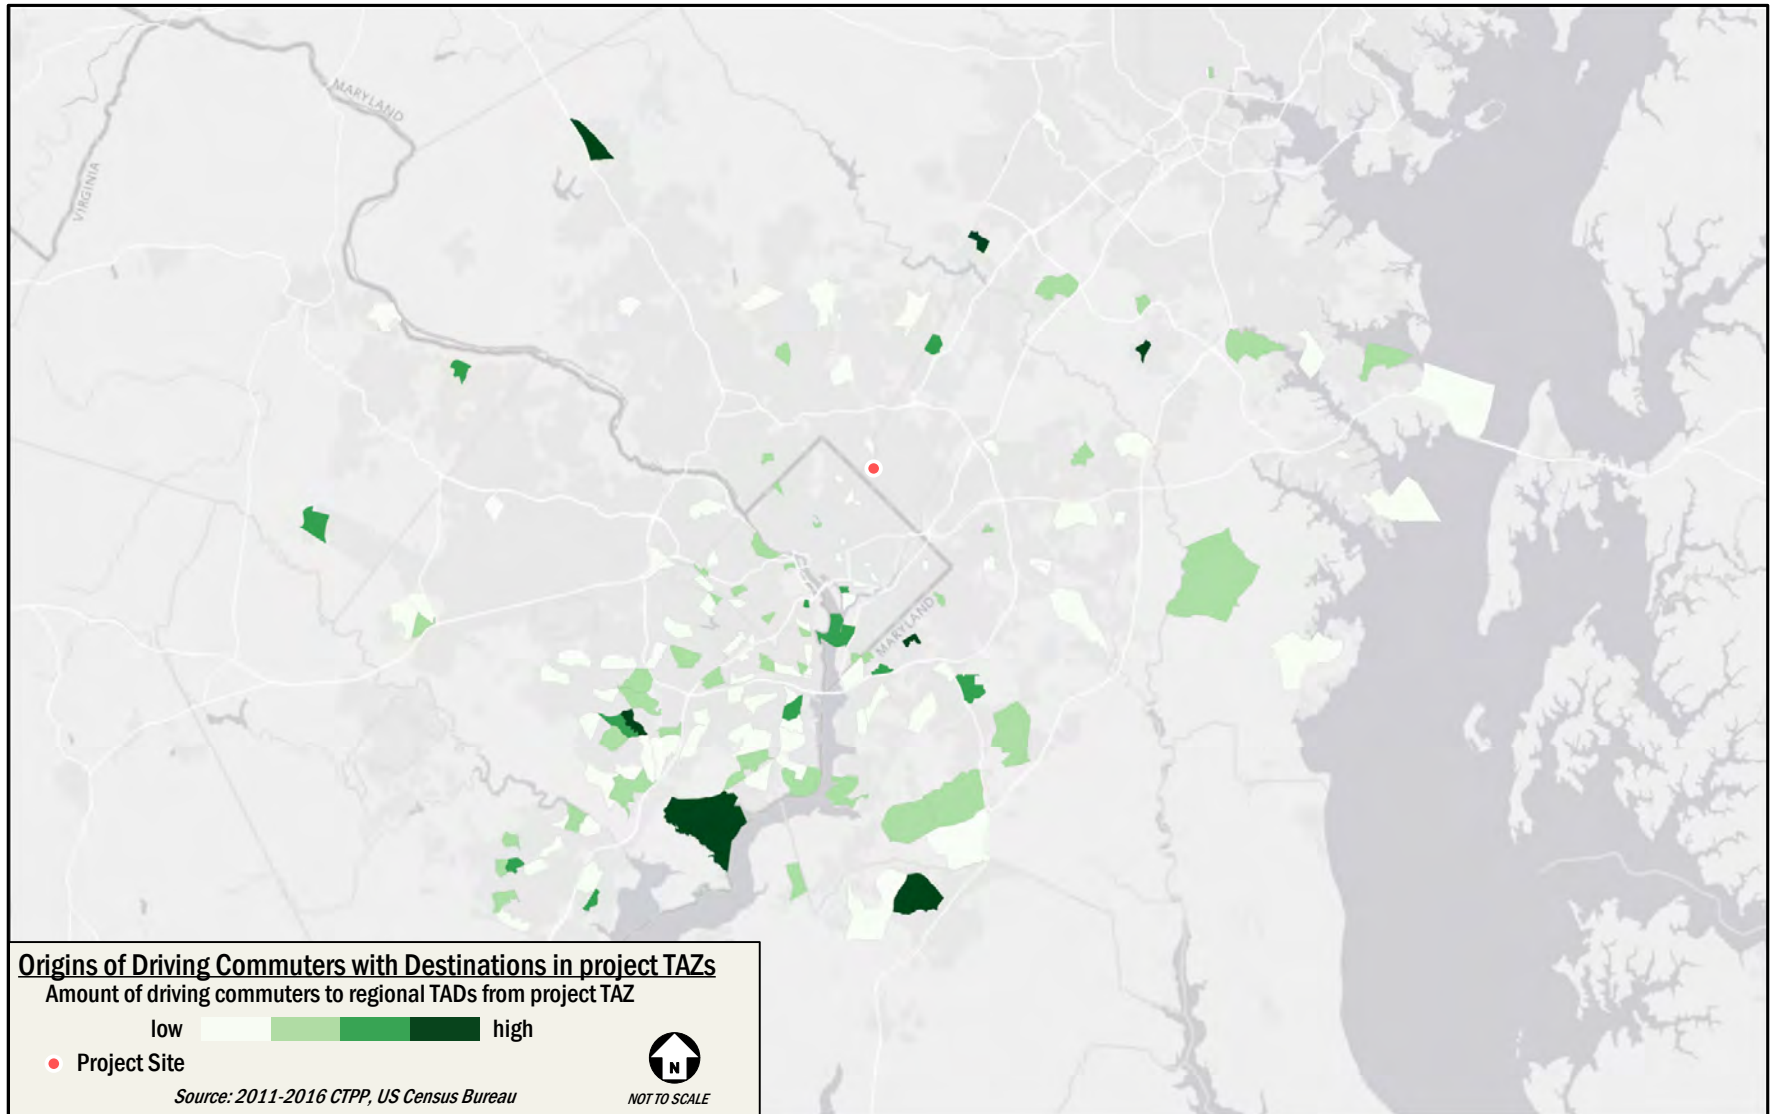 MARYLAND
VIRGINIA
MARYLAND
Origins of Driving Commuters with Destinations in project TAZs
Amount of driving commuters to regional TADs from project TAZ
low high
Project Site
N
Source: 2011-2016 CTPP, US Census Bureau
NOT TO SCALE